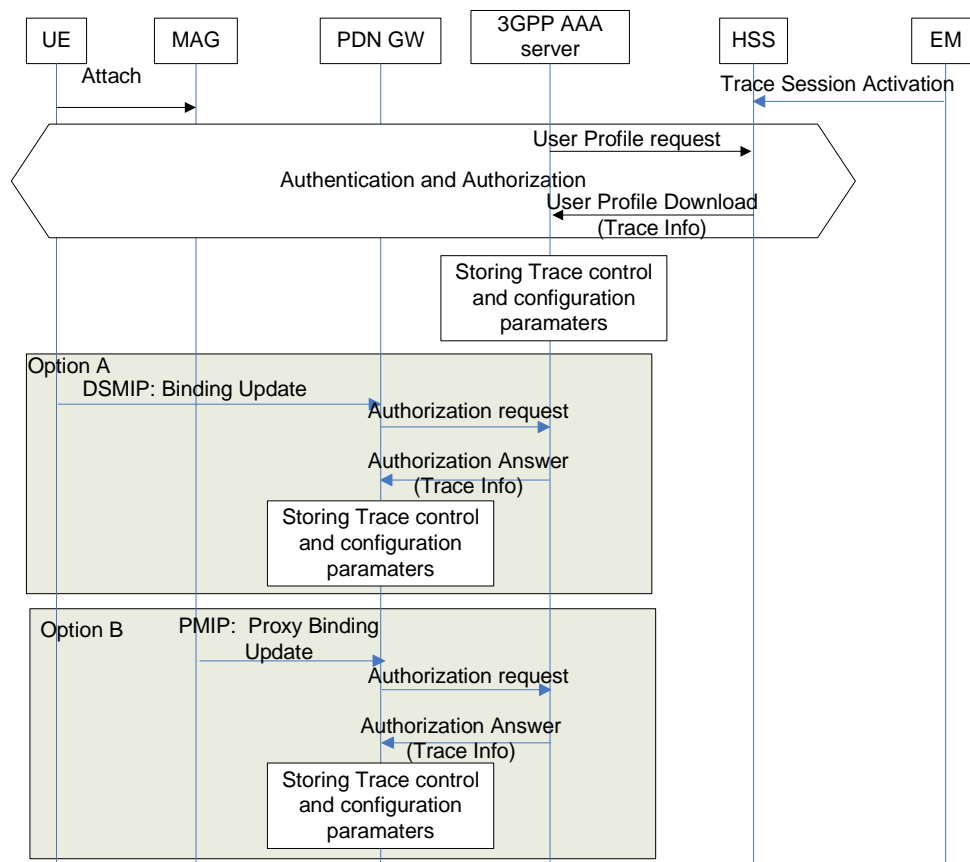 UE
MAG
PDN GW
3GPP AAA
server
HSS
EM
Attach
Trace Session Activation
User Profile request
Authentication and Authorization
User Profile Download
(Trace Info)
Storing Trace control
and configuration
paramaters
Option A
DSMIP: Binding Update
Authorization request
Authorization Answer
(Trace Info)
Storing Trace control
and configuration
paramaters
Option B
PMIP:  Proxy Binding
Update
Authorization request
Authorization Answer
(Trace Info)
Storing Trace control
and configuration
paramaters